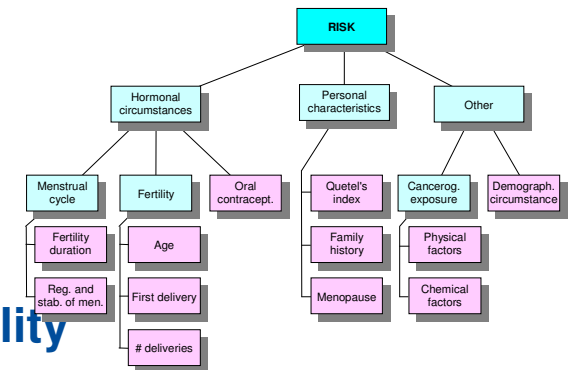 RISK
Hormonal
circumstances
Personal
characteristics
Other
Menstrual
cycle
Fertility
Oral
contracept.
Quetel's
index
Cancerog.
exposure
Demograph.
circumstance
Fertility
duration
Age
Family
history
Physical
factors
Reg. and
stab. of men.
First delivery
Menopause
Chemical
factors
lity
# deliveries